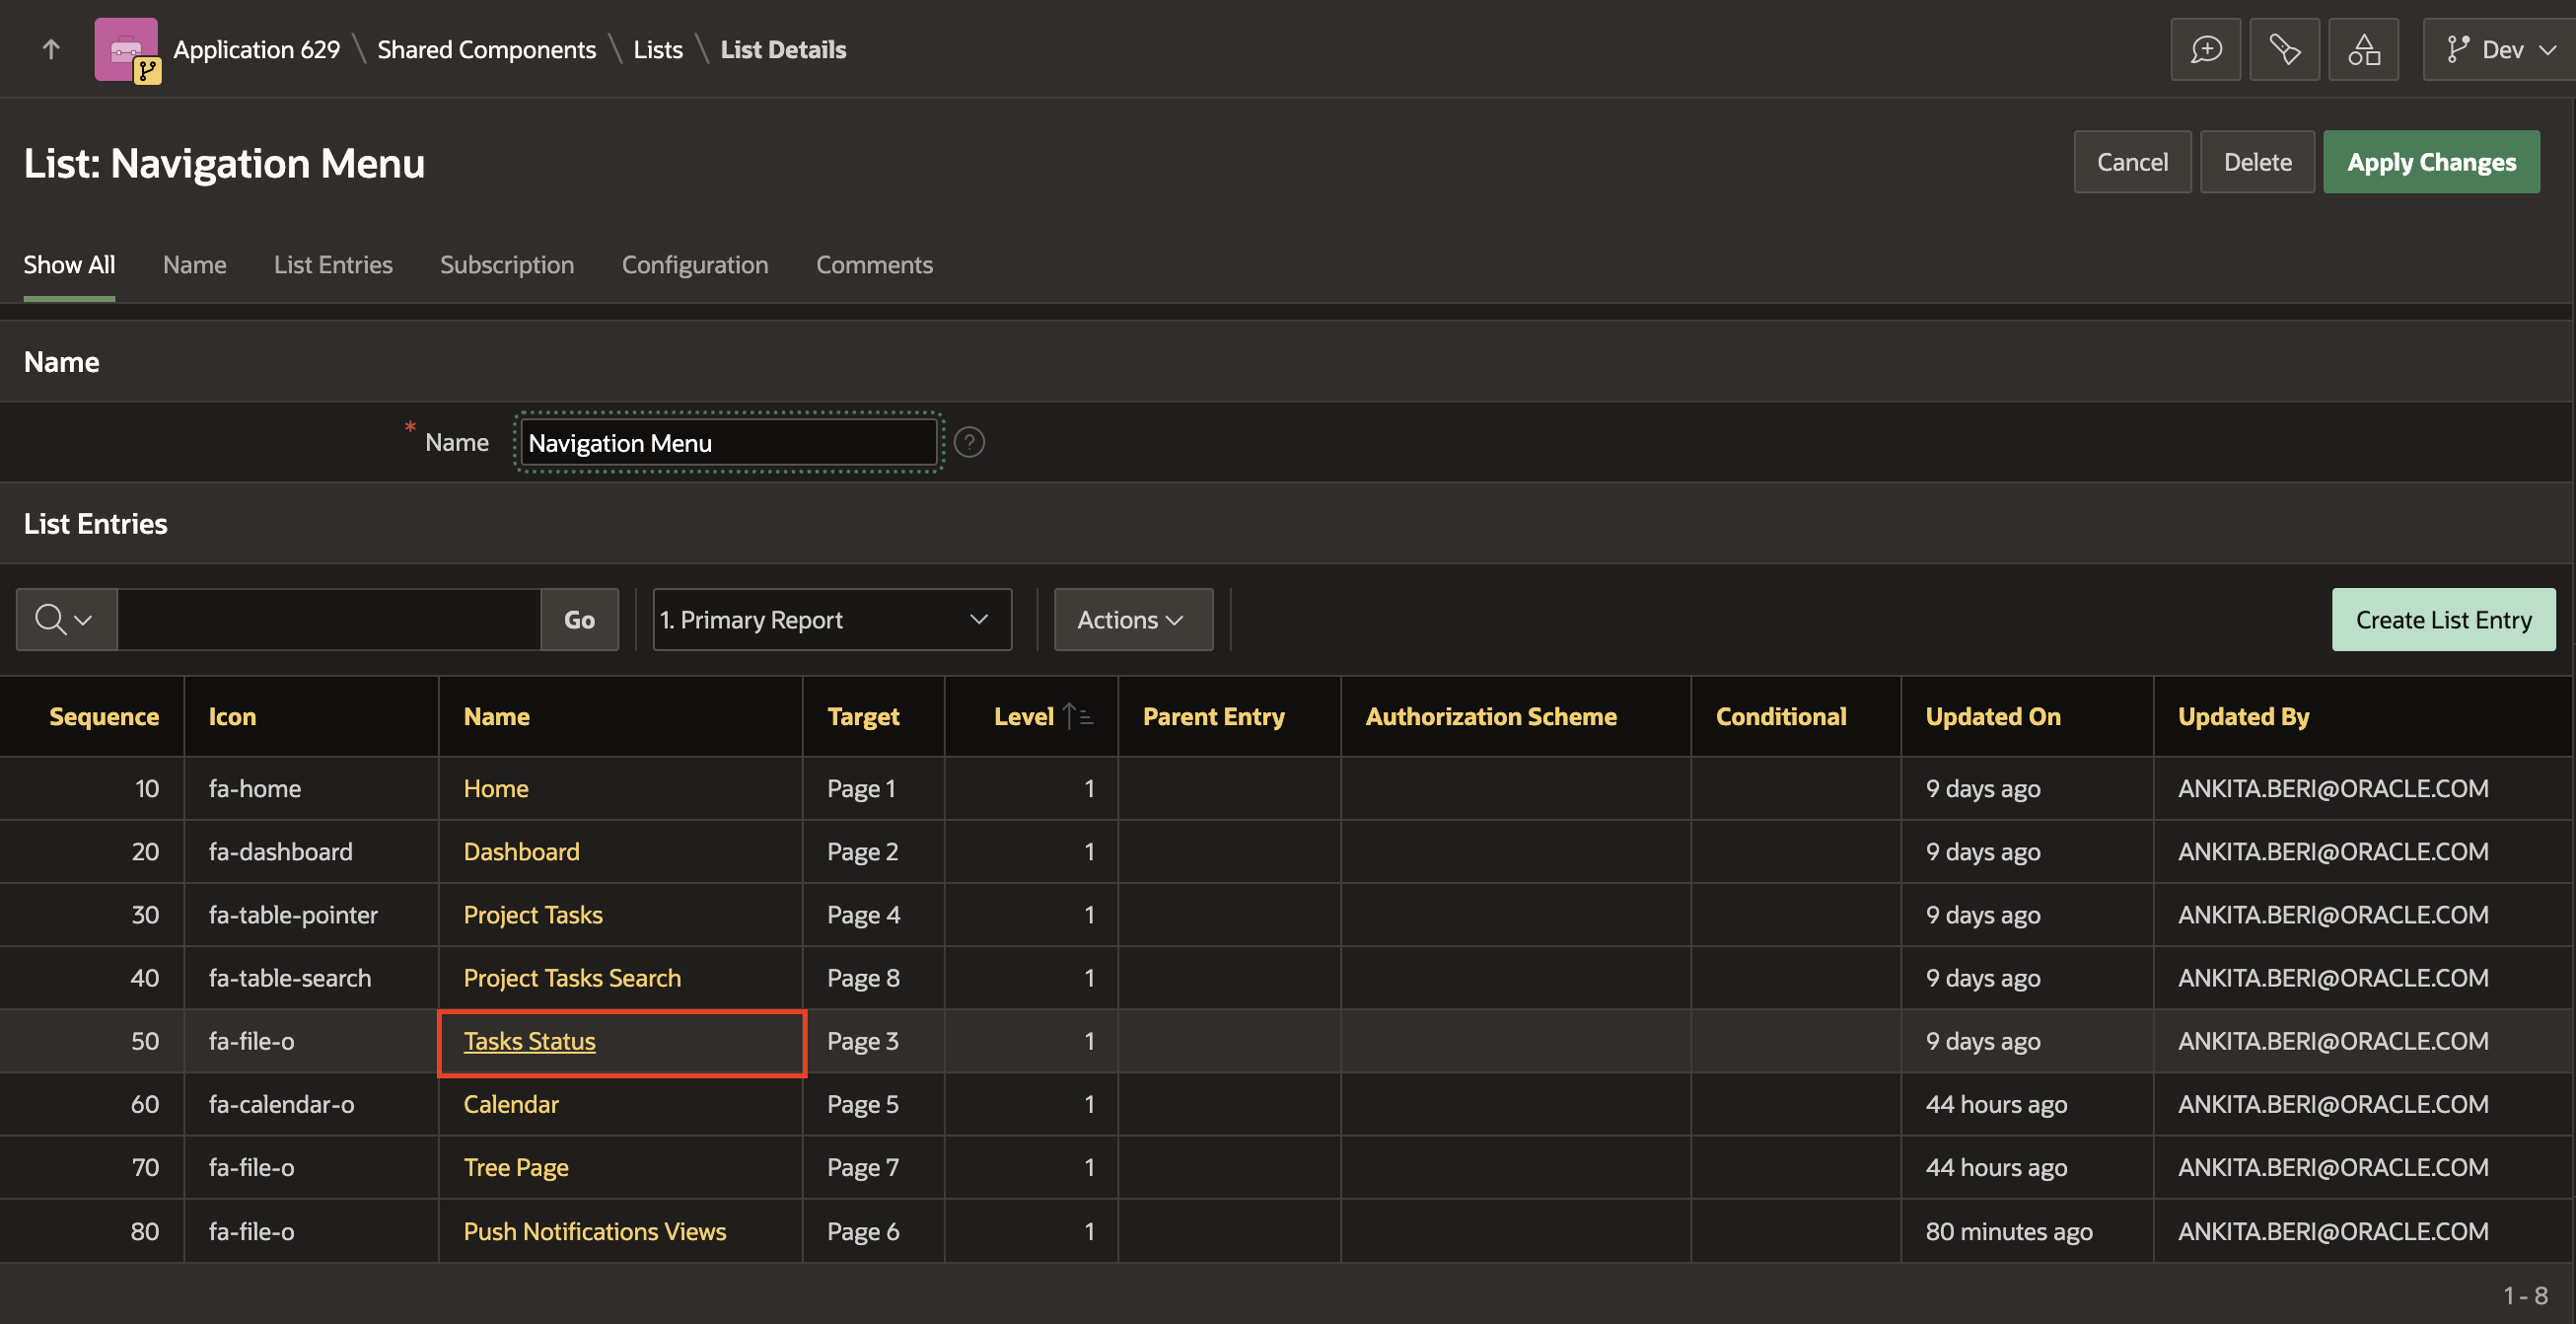 Application 629 \ Shared Components \ Lists \ List Details
Dev
List: Navigation Menu
Cancel Delete Apply Changes
Show All Name List Entries Subscription Configuration Comments
Name
* Name Navigation Menu ?
List Entries
Go 1. Primary Report Actions Create List Entry
Sequence Icon Name Target Level Parent Entry Authorization Scheme Conditional Updated On Updated By
10 fa-home Home Page 1 1 9 days ago ANKITA.BERI@ORACLE.COM
20 fa-dashboard Dashboard Page 2 1 9 days ago ANKITA.BERI@ORACLE.COM
30 fa-table-pointer Project Tasks Page 4 1 9 days ago ANKITA.BERI@ORACLE.COM
40 fa-table-search Project Tasks Search Page 8 1 9 days ago ANKITA.BERI@ORACLE.COM
50 fa-file-o Tasks Status Page 3 1 9 days ago ANKITA.BERI@ORACLE.COM
60 fa-calendar-o Calendar Page 5 1 44 hours ago ANKITA.BERI@ORACLE.COM
70 fa-file-o Tree Page Page 7 1 44 hours ago ANKITA.BERI@ORACLE.COM
80 fa-file-o Push Notifications Views Page 6 1 80 minutes ago ANKITA.BERI@ORACLE.COM
1 - 8